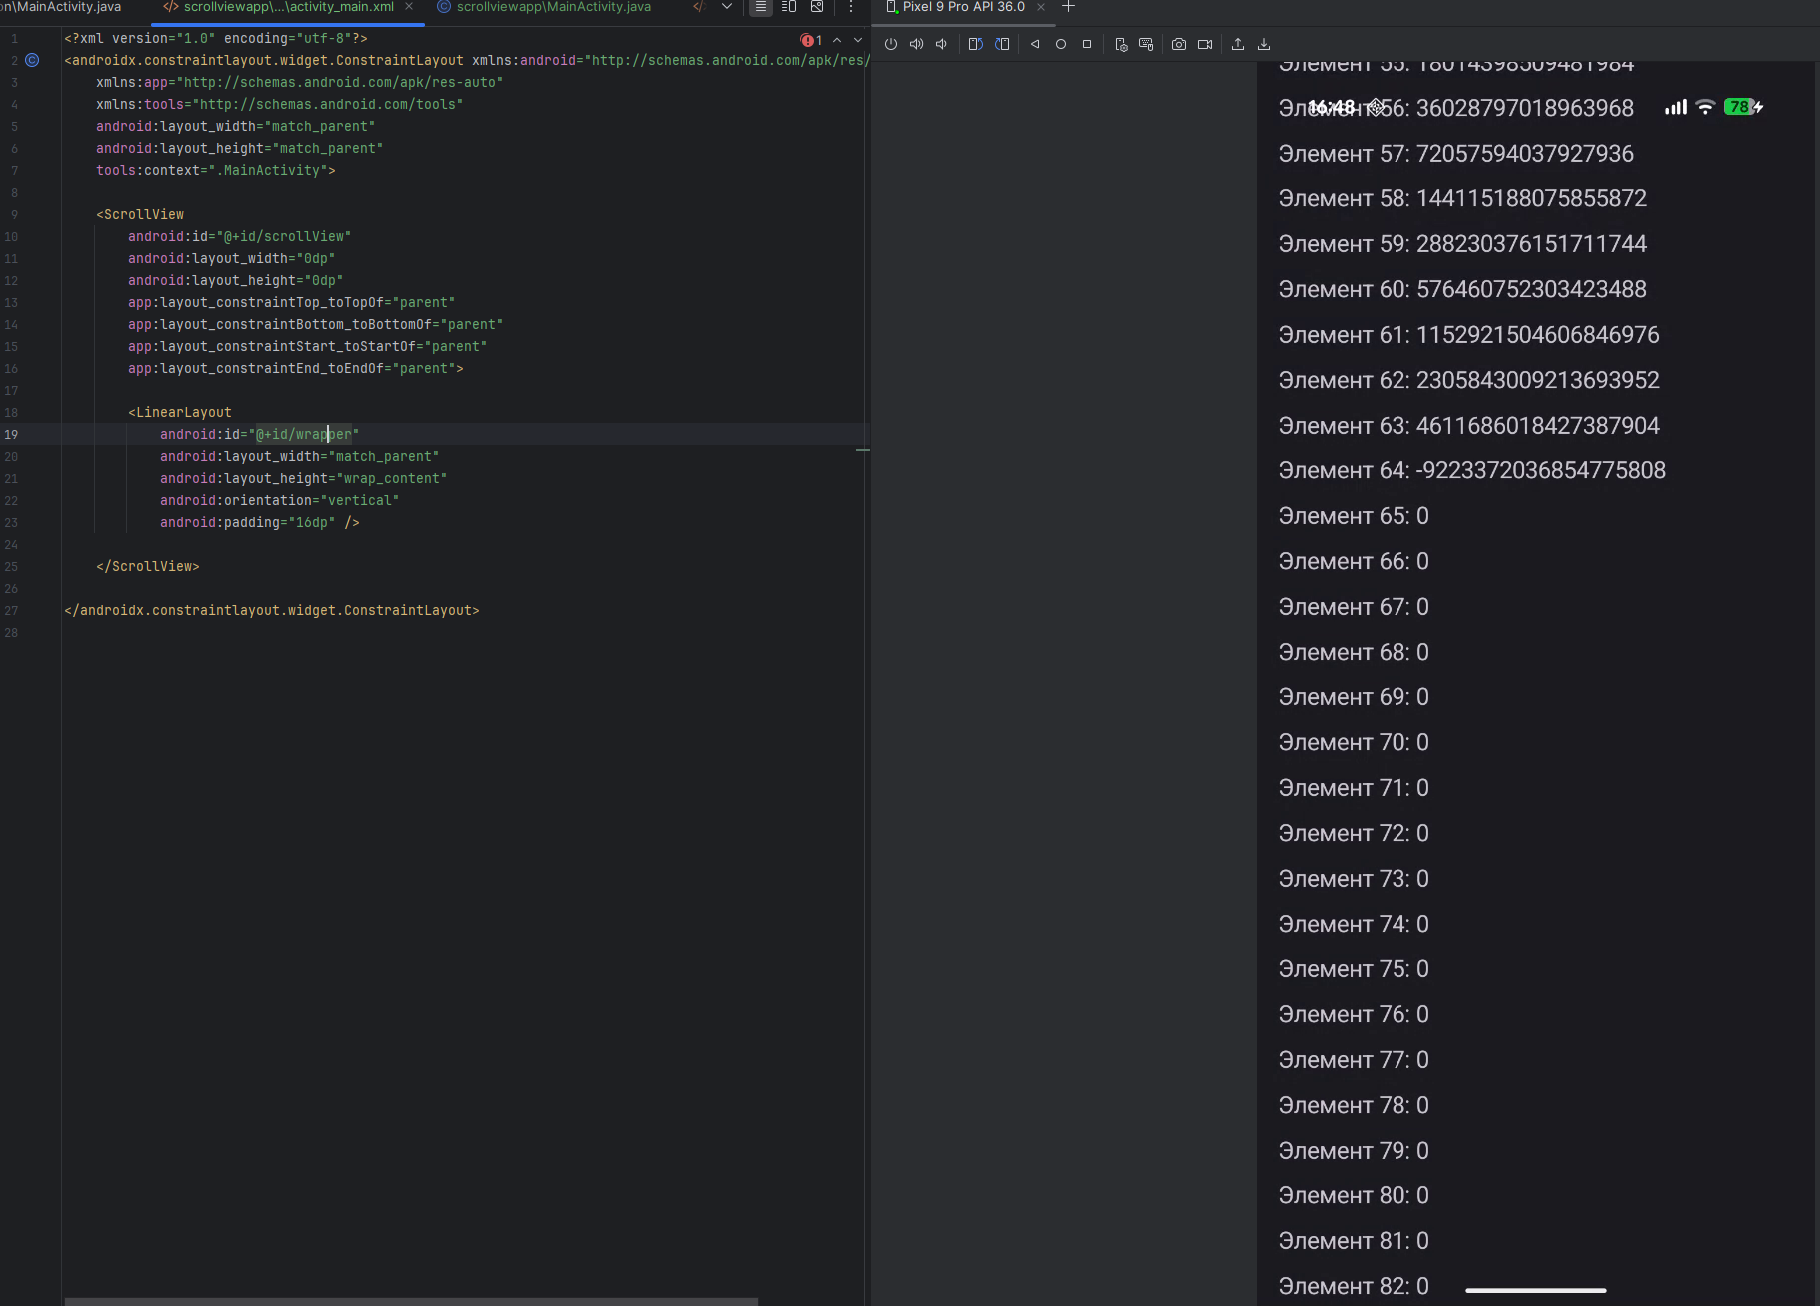 n\MainActivity.java
scrollviewapp\...\activity_main.xml
scrollviewapp\MainActivity.java
Pixel 9 Pro API 36.0
1 <?xml version="1.0" encoding="utf-8"?>
1
2 <androidx.constraintlayout.widget.ConstraintLayout xmlns:android="http://schemas.android.com/apk/res/
3 xmlns:app="http://schemas.android.com/apk/res-auto"
4 xmlns:tools="http://schemas.android.com/tools"
5 android:layout_width="match_parent"
6 android:layout_height="match_parent"
7 tools:context=".MainActivity">
8
9 <ScrollView
10 android:id="@+id/scrollView"
11 android:layout_width="0dp"
12 android:layout_height="0dp"
13 app:layout_constraintTop_toTopOf="parent"
14 app:layout_constraintBottom_toBottomOf="parent"
15 app:layout_constraintStart_toStartOf="parent"
16 app:layout_constraintEnd_toEndOf="parent">
17
18 <LinearLayout
19 android:id="@+id/wrapper"
20 android:layout_width="match_parent"
21 android:layout_height="wrap_content"
22 android:orientation="vertical"
23 android:padding="16dp" />
24
25 </ScrollView>
26
27 </androidx.constraintlayout.widget.ConstraintLayout>
28
Элемент 55: 18014398509481984
16:48
78
Элемент 56: 36028797018963968
Элемент 57: 72057594037927936
Элемент 58: 144115188075855872
Элемент 59: 288230376151711744
Элемент 60: 576460752303423488
Элемент 61: 1152921504606846976
Элемент 62: 2305843009213693952
Элемент 63: 4611686018427387904
Элемент 64: -9223372036854775808
Элемент 65: 0
Элемент 66: 0
Элемент 67: 0
Элемент 68: 0
Элемент 69: 0
Элемент 70: 0
Элемент 71: 0
Элемент 72: 0
Элемент 73: 0
Элемент 74: 0
Элемент 75: 0
Элемент 76: 0
Элемент 77: 0
Элемент 78: 0
Элемент 79: 0
Элемент 80: 0
Элемент 81: 0
Элемент 82: 0